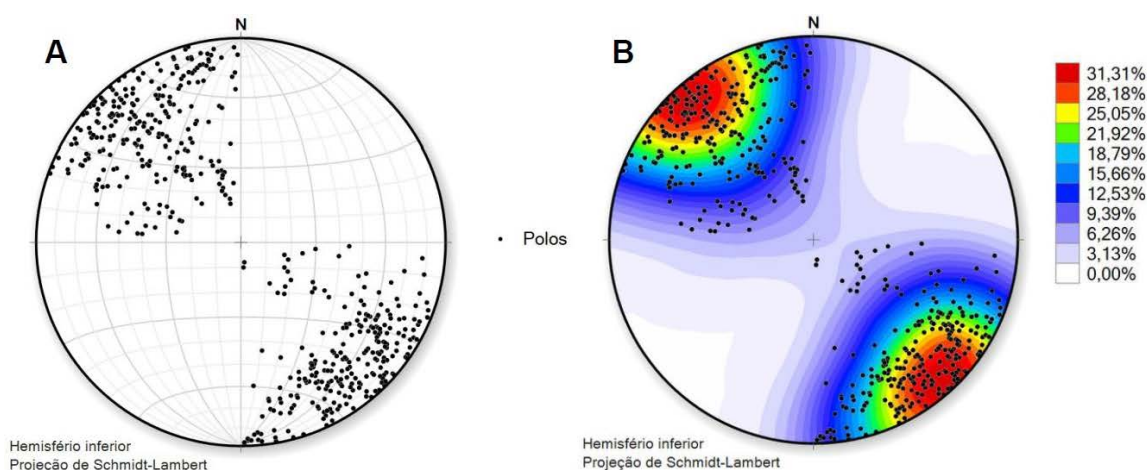 A
N
Polos
Hemisfério inferior
Projeção de Schmidt-Lambert
B
N
31,31%
28,18%
25,05%
21,92%
18,79%
15,66%
12,53%
9,39%
6,26%
3,13%
0,00%
Hemisfério inferior
Projeção de Schmidt-Lambert